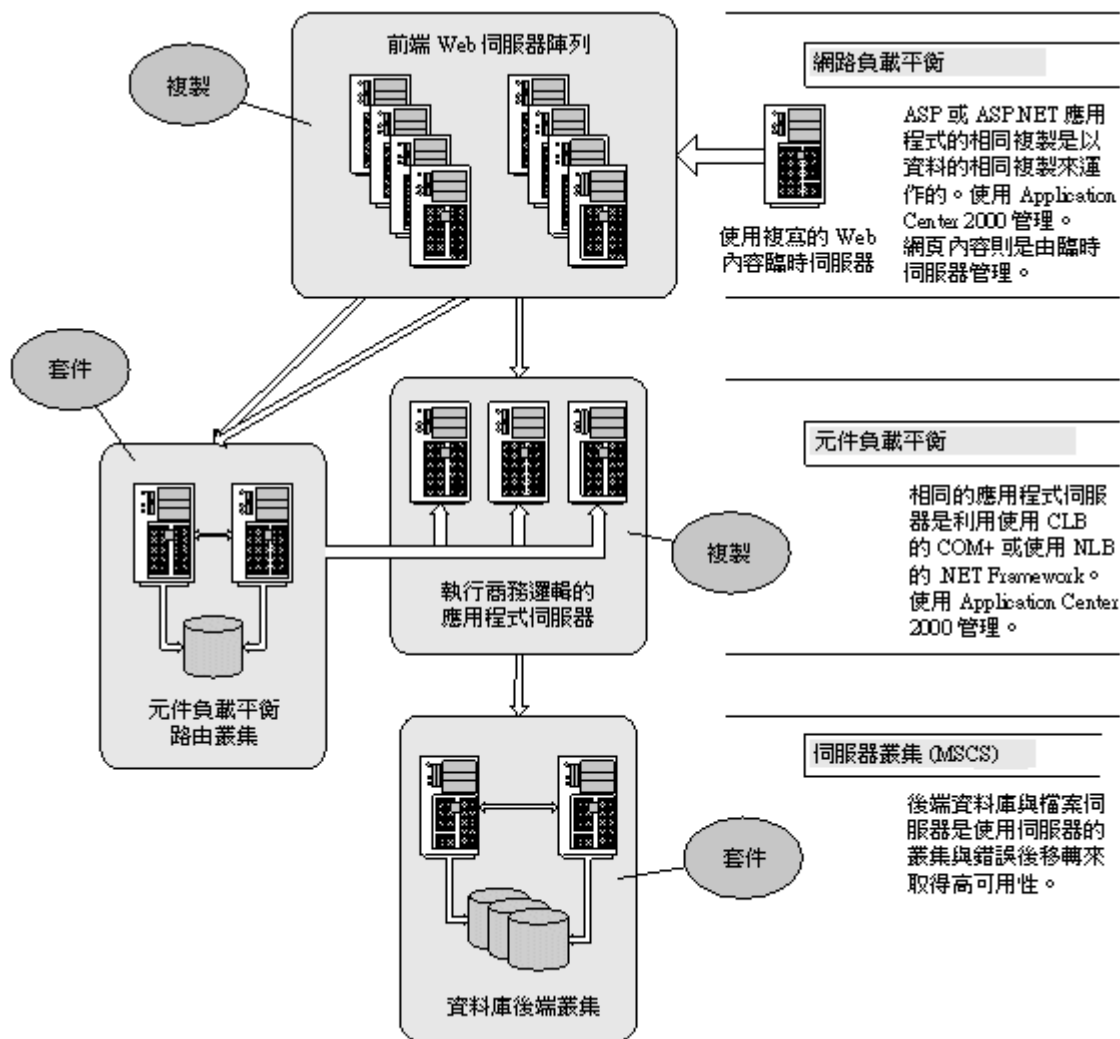 前端 Web 伺服器陣列
複製
網路負載平衡
ASP 或 ASP.NET 應用
程式的相同複製是以
資料的相同複製來運
作的。使用 Application
Center 2000 管理。
網頁內容則是由臨時
伺服器管理。
使用複寫的 Web
內容臨時伺服器
套件
元件負載平衡
相同的應用程式伺服
器是利用使用 CLB
的 COM+ 或使用 NLB
的 .NET Framework。
使用 Application Center
2000 管理。
複製
執行商務邏輯的
應用程式伺服器
元件負載平衡
路由叢集
伺服器叢集 (MSCS)
後端資料庫與檔案伺
服器是使用伺服器的
叢集與錯誤後移轉來
取得高可用性。
套件
資料庫後端叢集